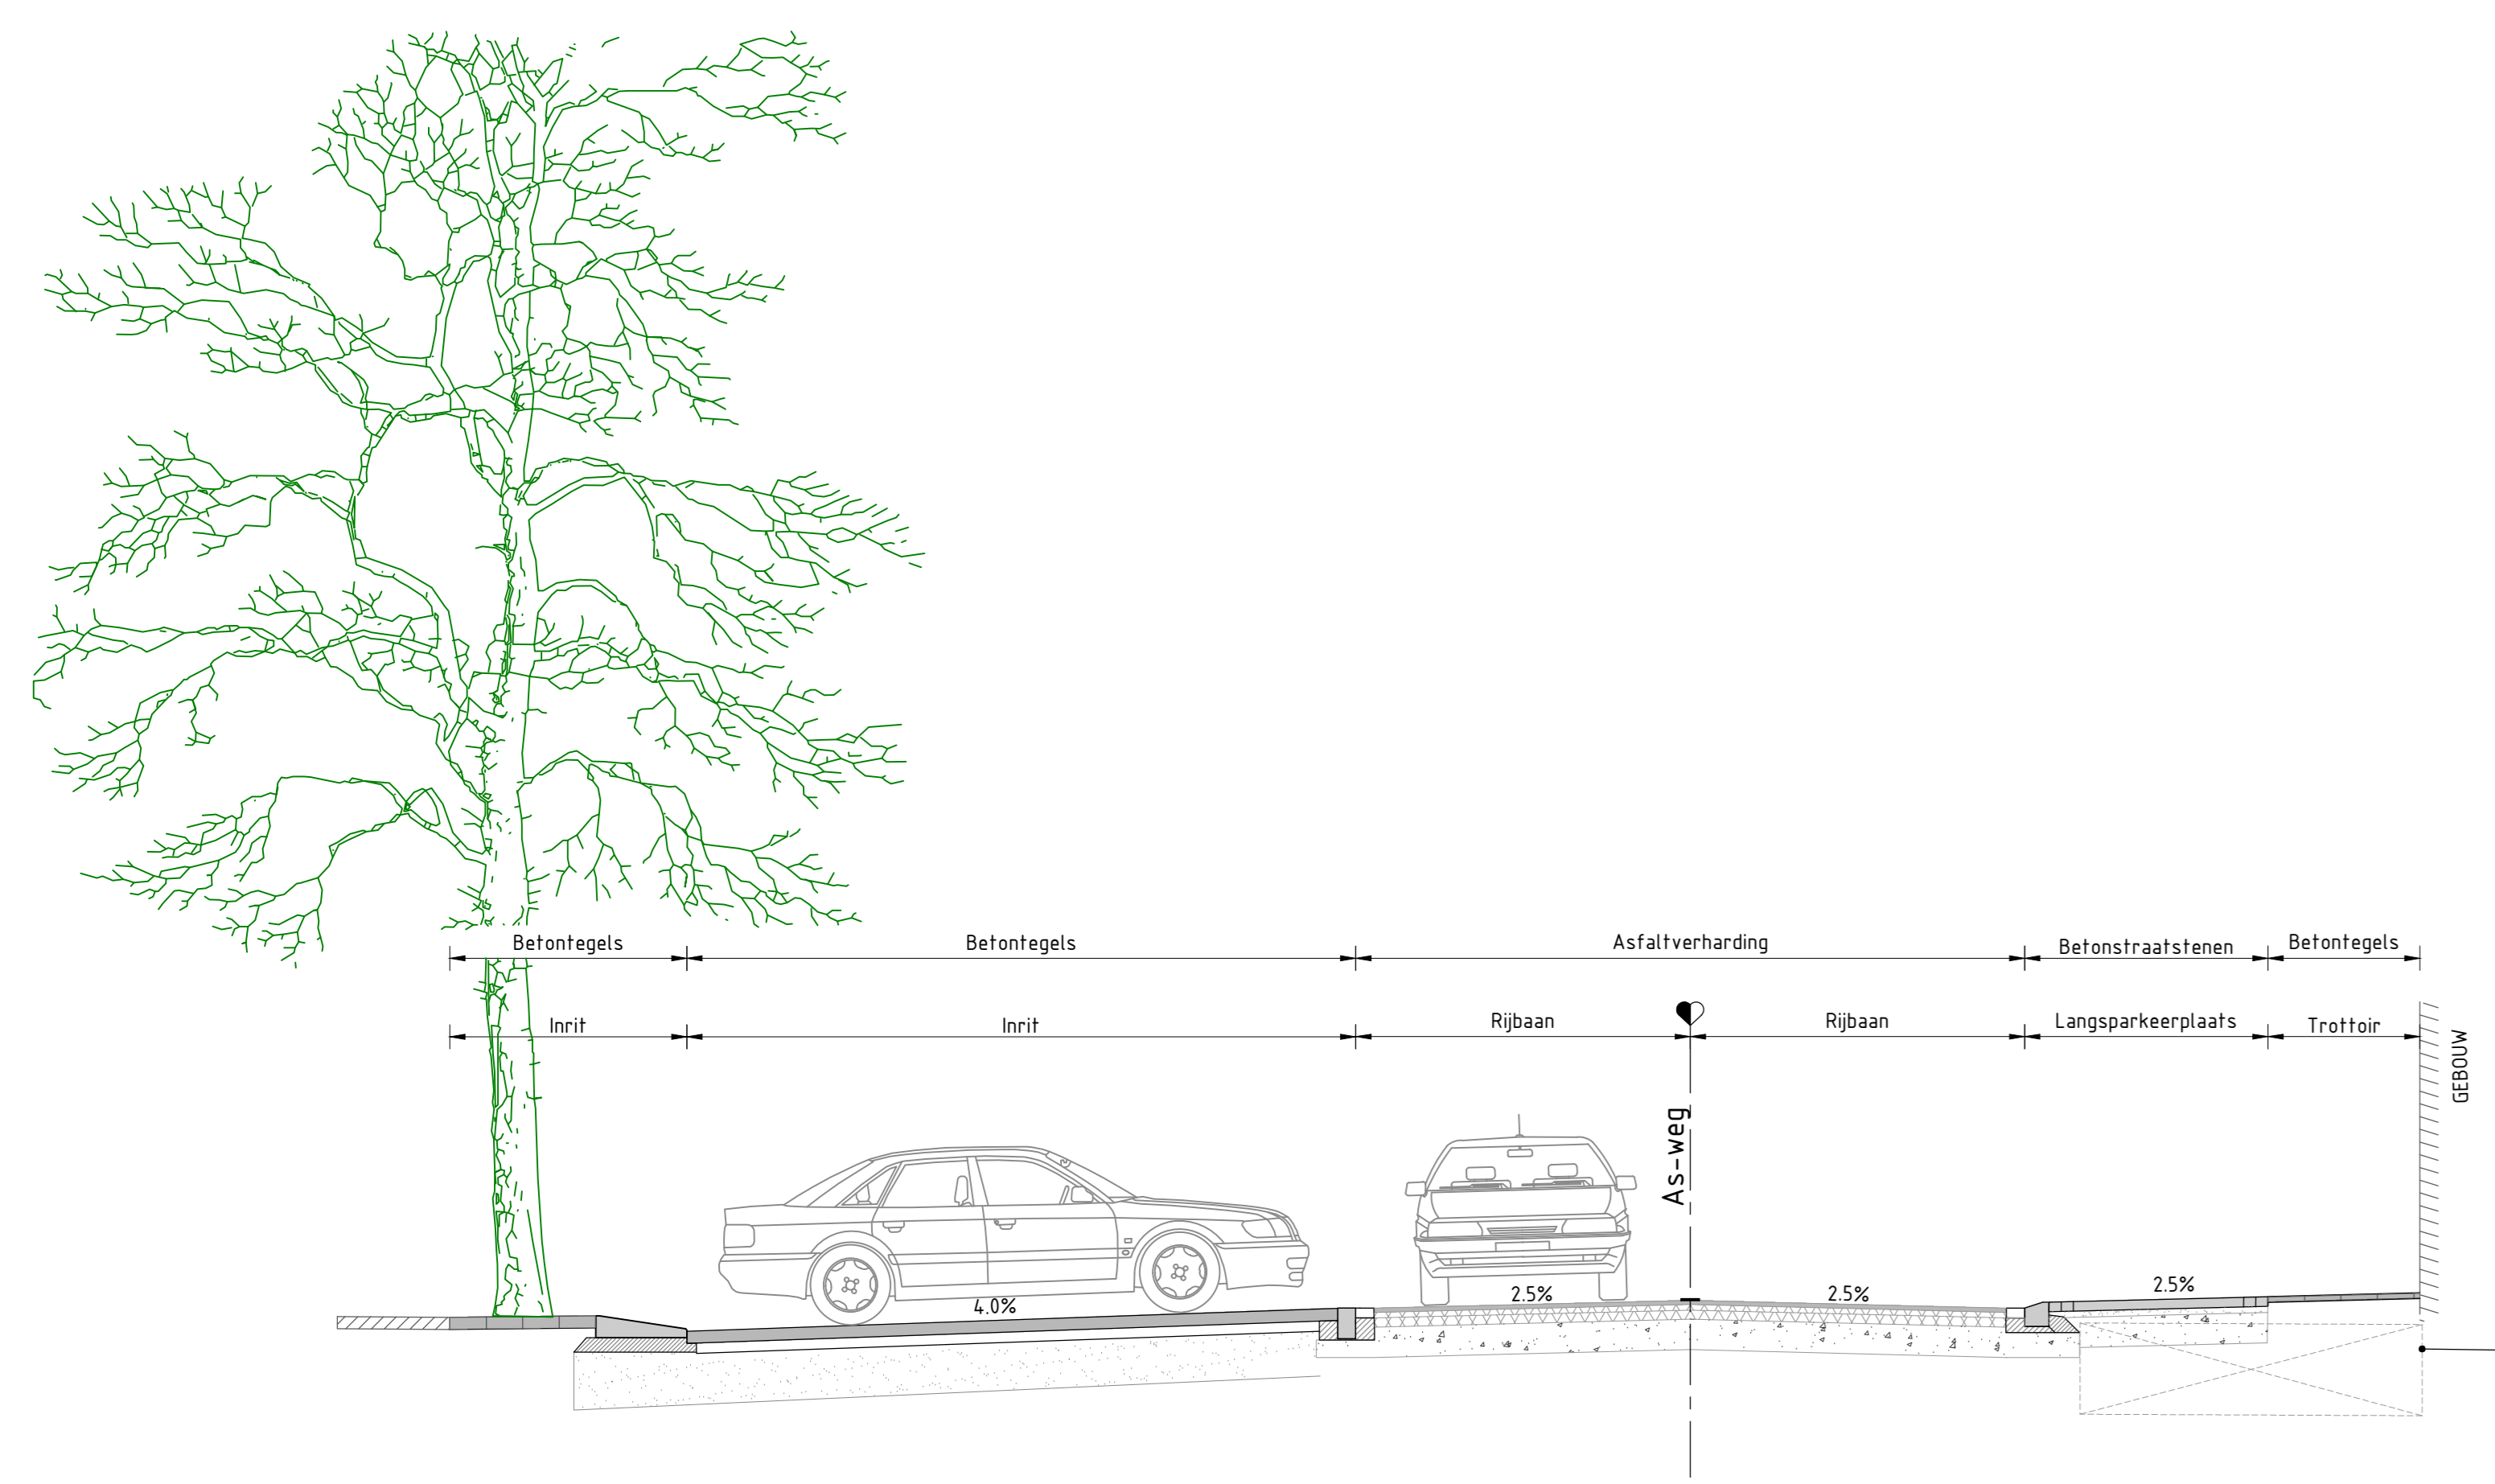 Betontegels
Betontegels
Asfaltverharding
Betonstraatstenen
Betontegels
Inrit
Inrit
Rijbaan
Rijbaan
Langsparkeerplaats
Trottoir
GEBOUW
As-weg
4.0%
2.5%
2.5%
2.5%